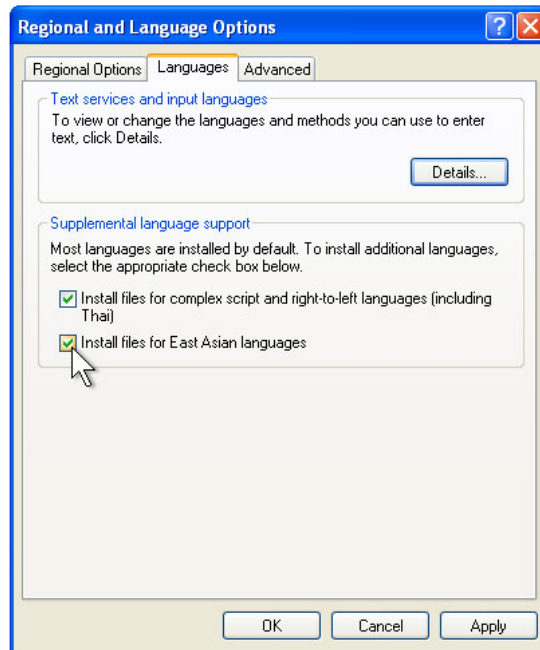 Regional and Language Options
Regional Options Languages Advanced
Text services and input languages
To view or change the languages and methods you can use to enter
text, click Details.
Details...
Supplemental language support
Most languages are installed by default. To install additional languages,
select the appropriate check box below.
Install files for complex script and right-to-left languages (including
Thai)
Install files for East Asian languages
OK Cancel Apply